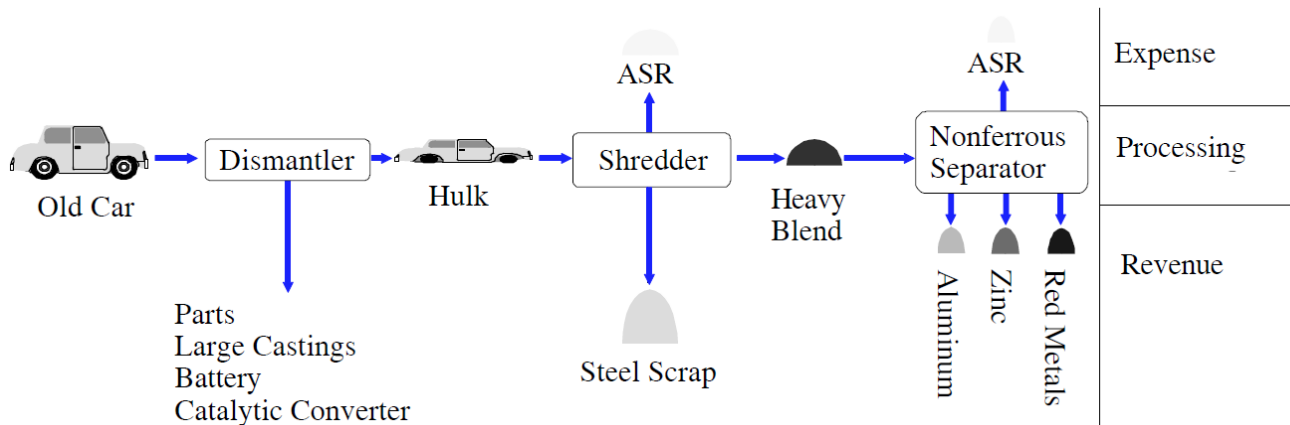 ASR
ASR
Expense
Old Car
Dismantler
Hulk
Shredder
Heavy
Blend
Nonferrous
Separator
Processing
Parts
Large Castings
Battery
Catalytic Converter
Steel Scrap
Aluminum
Zinc
Red Metals
Revenue